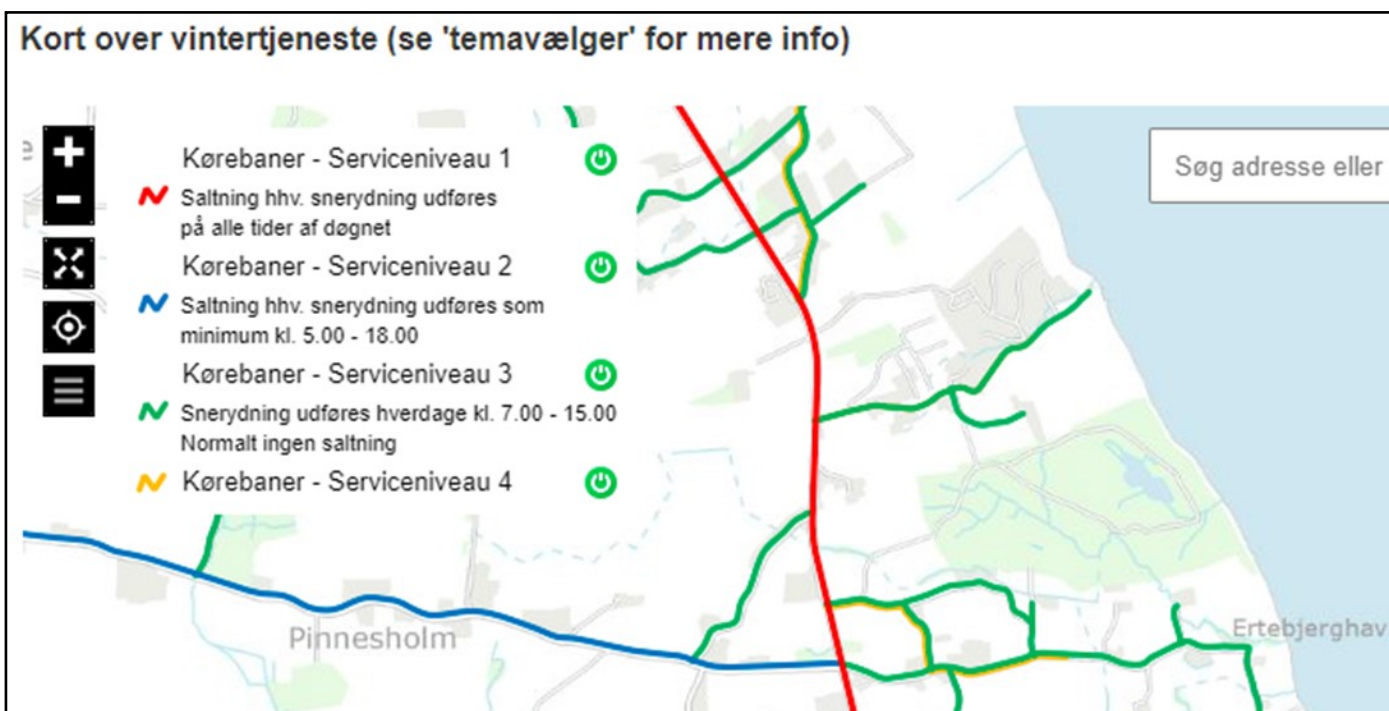 Kort over vintertjeneste (se 'temavælger' for mere info)
Kørebaner - Serviceniveau 1
Saltning hhv. snerydning udføres
på alle tider af døgnet
Kørebaner - Serviceniveau 2
Saltning hhv. snerydning udføres som
minimum kl. 5.00 - 18.00
Kørebaner - Serviceniveau 3
Snerydning udføres hverdage kl. 7.00 - 15.00
Normalt ingen saltning
Kørebaner - Serviceniveau 4
Søg adresse eller
Pinnesholm
Ertebjerghav